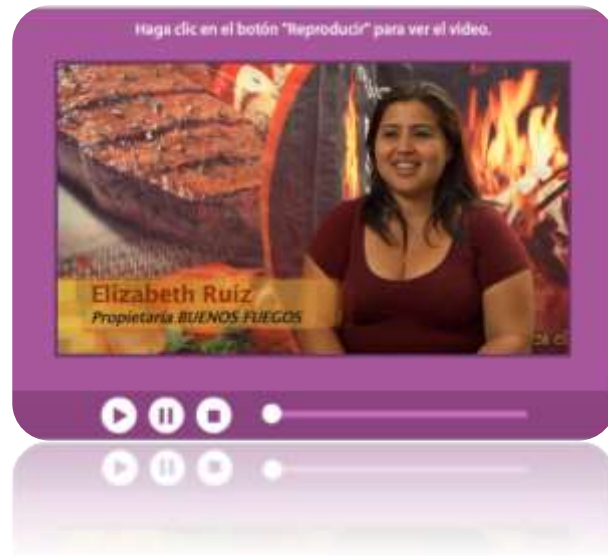 Haga clic en el botón "Reproducir" para ver el video.
Elizabeth Ruiz
Propietaria BUENOS FUEGOS